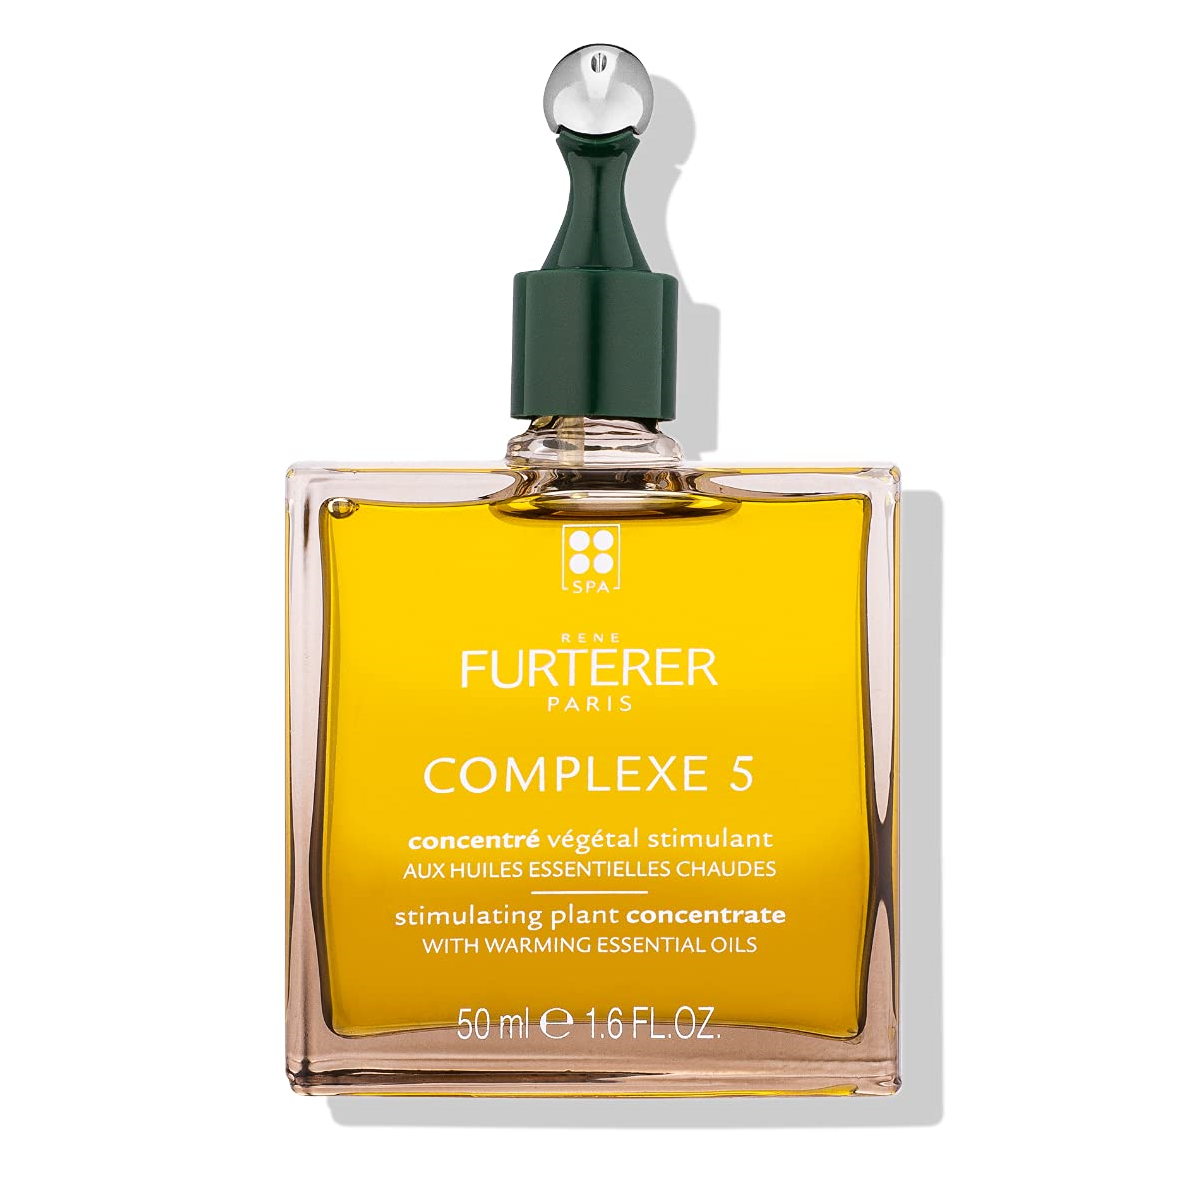 SPA
RENE
FURTERER
PARIS
COMPLEXE 5
concentré végétal stimulant
AUX HUILES ESSENTIELLES CHAUDES
stimulating plant concentrate
WITH WARMING ESSENTIAL OILS
50 ml ℮ 1.6 FL.OZ.